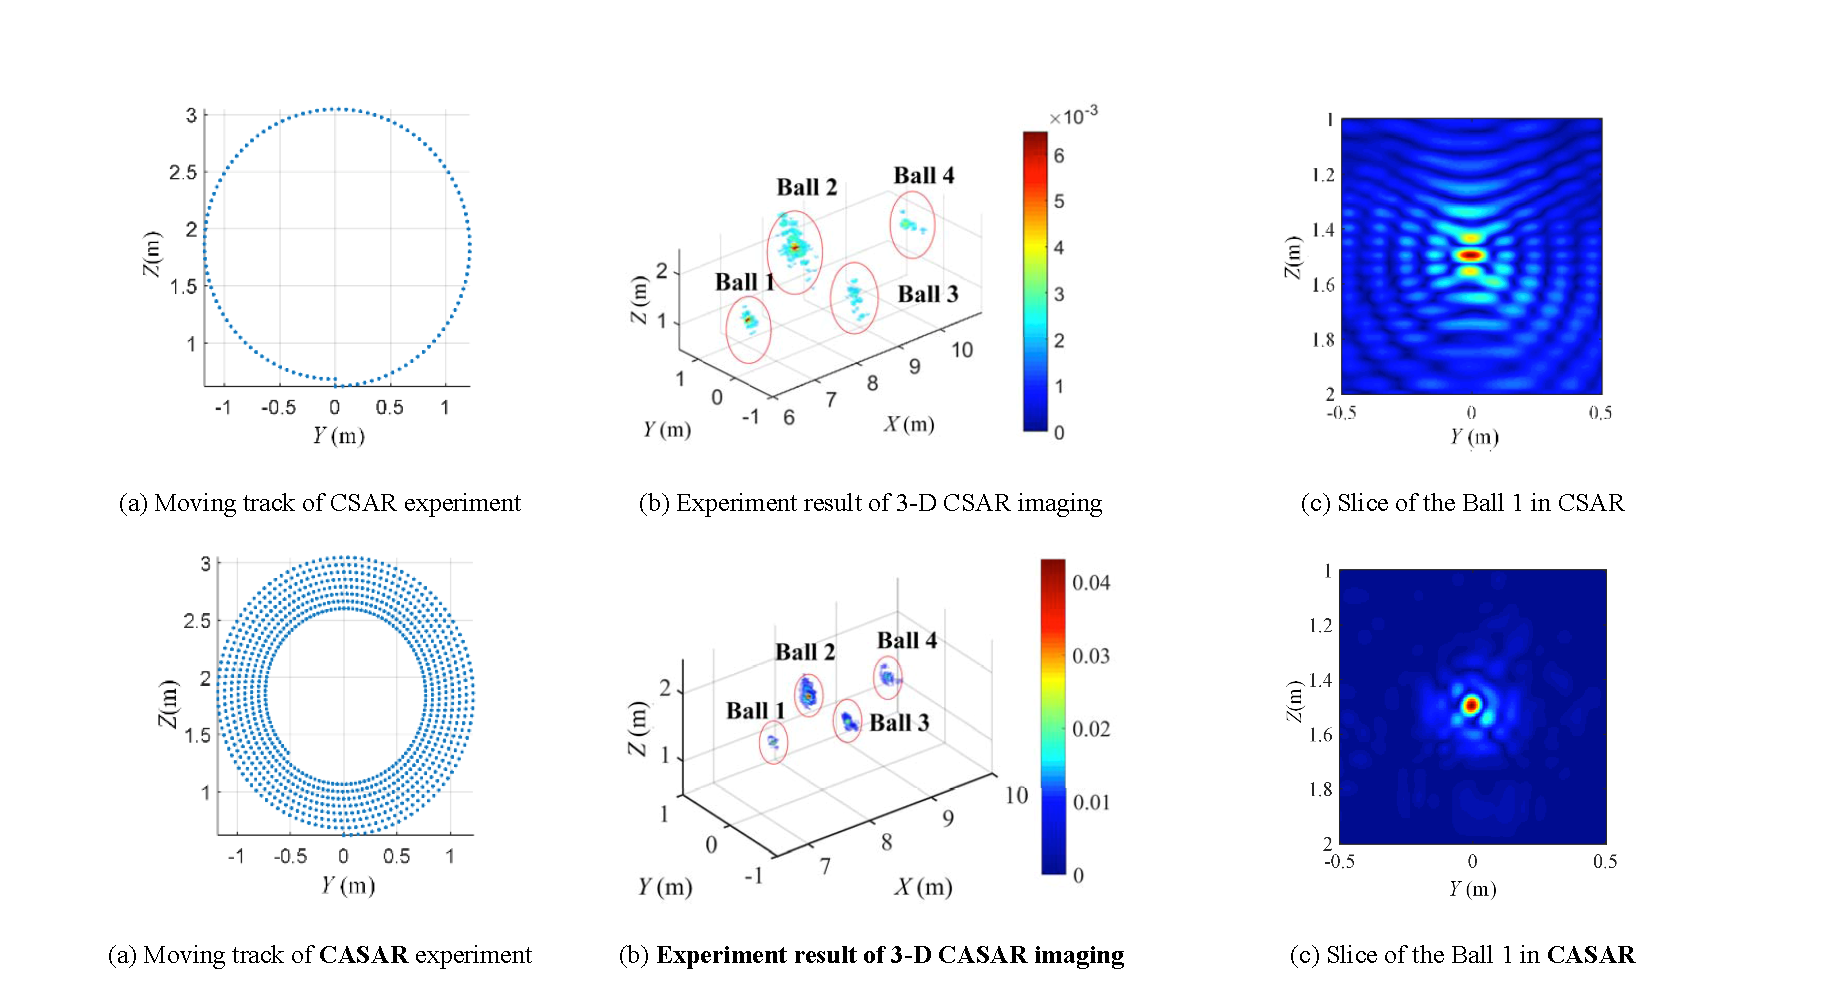 3
2.5
2
1.5
1
Z(m)
-1
-0.5
0
0.5
1
Y (m)
×10-3
6
5
4
3
2
1
0
Ball 2
Ball 4
Ball 1
Ball 3
2
1
Z (m)
1
0
-1
Y (m)
6
7
8
9
10
X (m)
1
1.2
1.4
1.6
1.8
2
Z(m)
-0.5
0
0.5
Y (m)
(a) Moving track of CSAR experiment
(b) Experiment result of 3-D CSAR imaging
(c) Slice of the Ball 1 in CSAR
3
2.5
2
1.5
1
Z(m)
-1
-0.5
0
0.5
1
Y (m)
0.04
0.03
0.02
0.01
0
Ball 4
Ball 2
Ball 1
Ball 3
2
1
Z (m)
1
0
-1
Y (m)
7
8
9
10
X (m)
1
1.2
1.4
1.6
1.8
2
Z(m)
-0.5
0
0.5
Y (m)
(a) Moving track of CASAR experiment
(b) Experiment result of 3-D CASAR imaging
(c) Slice of the Ball 1 in CASAR